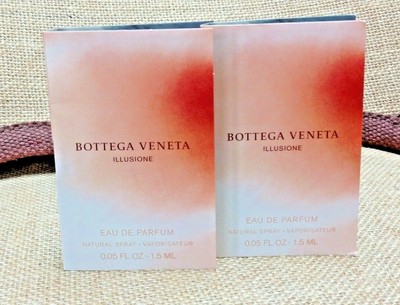 BOTTEGA VENETA
ILLUSIONE
EAU DE PARFUM
NATURAL SPRAY - VAPORISATEUR
0.05 FL OZ - 1.5 ML
BOTTEGA VENETA
ILLUSIONE
EAU DE PARFUM
NATURAL SPRAY - VAPORISATEUR
0.05 FL OZ - 1.5 ML